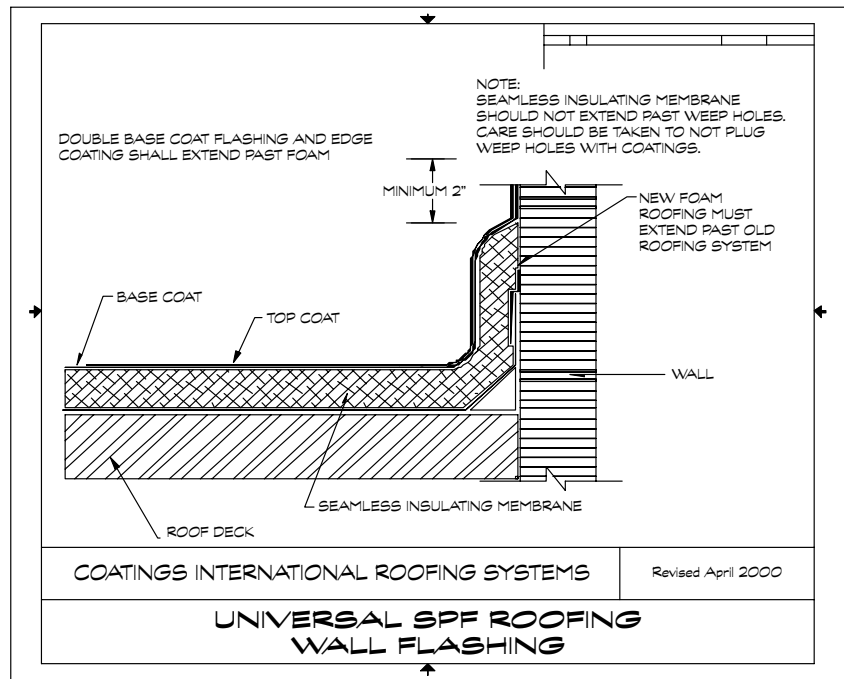 NOTE:
SEAMLESS INSULATING MEMBRANE
SHOULD NOT EXTEND PAST WEEP HOLES.
CARE SHOULD BE TAKEN TO NOT PLUG
WEEP HOLES WITH COATINGS.
DOUBLE BASE COAT FLASHING AND EDGE
COATING SHALL EXTEND PAST FOAM
MINIMUM 2"
NEW FOAM
ROOFING MUST
EXTEND PAST OLD
ROOFING SYSTEM
BASE COAT
TOP COAT
WALL
SEAMLESS INSULATING MEMBRANE
ROOF DECK
COATINGS INTERNATIONAL ROOFING SYSTEMS
Revised April 2000
UNIVERSAL SPF ROOFING
WALL FLASHING